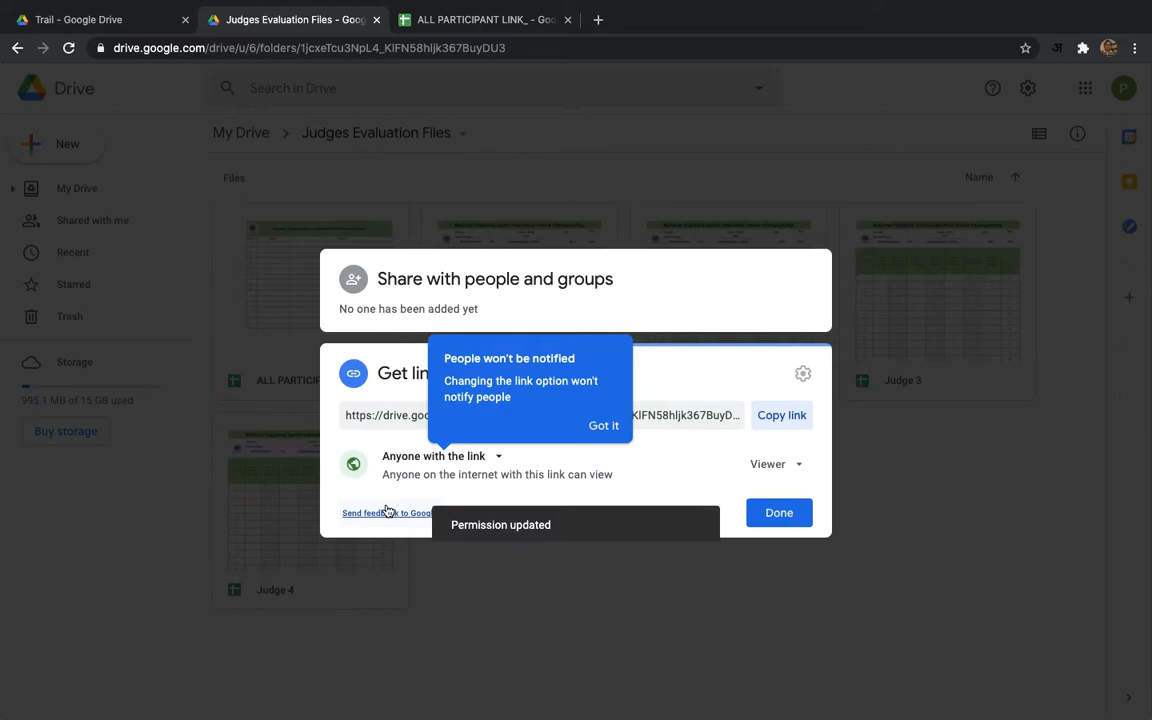 Trail - Google Drive
Judges Evaluation Files - Goog
ALL PARTICIPANT LINK_ - Goo
drive.google.com/drive/u/6/folders/1jcxeTcu3NpL4_KlFN58hljk367BuyDU3
Drive
Search in Drive
P
New
My Drive
Judges Evaluation Files
My Drive
Shared with me
Recent
Starred
Trash
Storage
995.1 MB of 15 GB used
Buy storage
Files
Name
Share with people and groups
No one has been added yet
Get lin
People won't be notified
Changing the link option won't
notify people
Got it
https://drive.goo
KlFN58hljk367BuyD...
Copy link
Anyone with the link
Anyone on the internet with this link can view
Viewer
Send feedback to Goog
Permission updated
Done
ALL PARTICIP
Judge 3
Judge 4